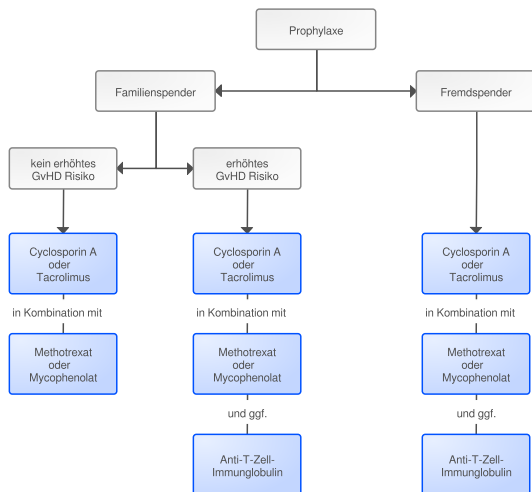 Prophylaxe
Familienspender
Fremdspender
kein erhöhtes
GvHD Risiko
erhöhtes
GvHD Risiko
Cyclosporin A
oder
Tacrolimus
Cyclosporin A
oder
Tacrolimus
Cyclosporin A
oder
Tacrolimus
in Kombination mit
in Kombination mit
in Kombination mit
Methotrexat
oder
Mycophenolat
Methotrexat
oder
Mycophenolat
Methotrexat
oder
Mycophenolat
und ggf.
und ggf.
Anti-T-Zell-
Immunglobulin
Anti-T-Zell-
Immunglobulin